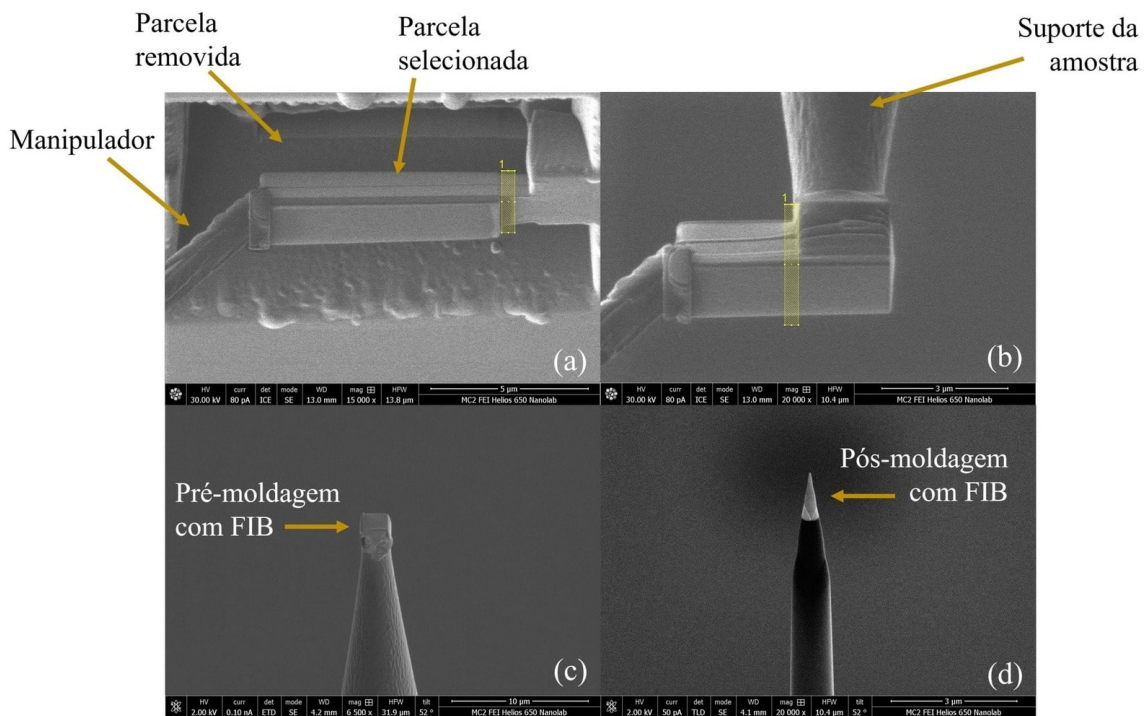 Parcela
removida
Parcela
selecionada
Suporte da
amostra
Manipulador
1
1
(a)
(b)
HV curr det mode WD mag HFW 5 µm
30.00 kV 80 pA ICE SE 13.0 mm 15 000 x 13.8 µm MC2 FEI Helios 650 Nanolab
HV curr det mode WD mag HFW 3 µm
30.00 kV 80 pA ICE SE 13.0 mm 20 000 x 10.4 µm MC2 FEI Helios 650 Nanolab
Pré-moldagem
com FIB
Pós-moldagem
com FIB
(c)
(d)
HV curr det mode WD mag HFW tilt 10 µm
2.00 kV 0.10 nA ETD SE 4.2 mm 6 500 x 31.9 µm 52 ° MC2 FEI Helios 650 Nanolab
HV curr det mode WD mag HFW tilt 3 µm
2.00 kV 50 pA TLD SE 4.1 mm 20 000 x 10.4 µm 52 ° MC2 FEI Helios 650 Nanolab